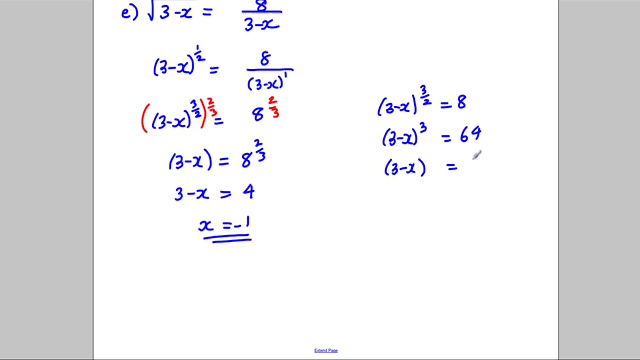 e) √3-x = 8/(3-x)
(3-x)^(1/2) = 8/(3-x)^1
((3-x)^(3/2))^(2/3) = 8^(2/3)
(3-x) = 8^(2/3)
3-x = 4
x = -1
(3-x)^(3/2) = 8
(3-x)^3 = 64
(3-x) =
Extend Page